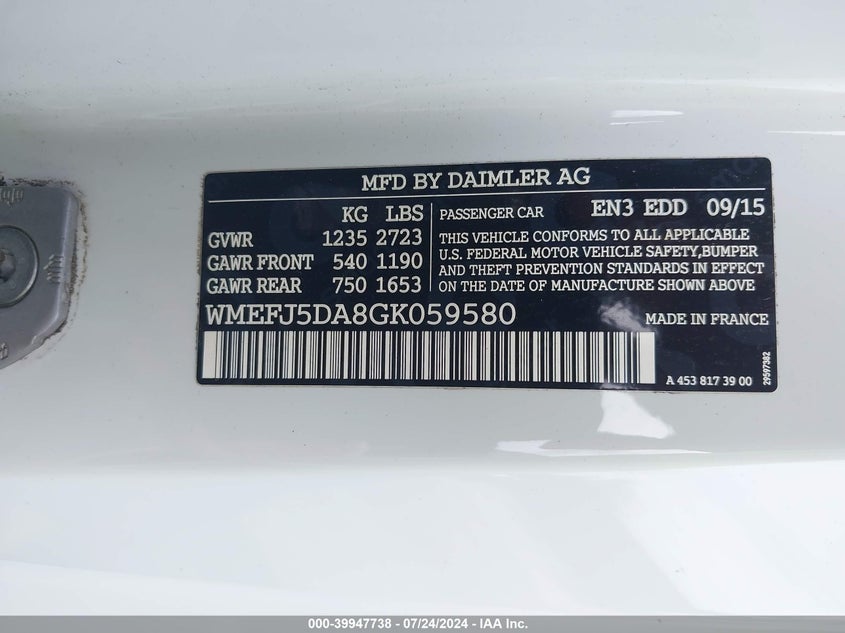 MFD BY DAIMLER AG
KG LBS
GVWR 1235 2723
GAWR FRONT 540 1190
GAWR REAR 750 1653
PASSENGER CAR EN3 EDD 09/15
THIS VEHICLE CONFORMS TO ALL APPLICABLE
U.S. FEDERAL MOTOR VEHICLE SAFETY,BUMPER
AND THEFT PREVENTION STANDARDS IN EFFECT
ON THE DATE OF MANUFACTURE SHOWN ABOVE
WMEFJ5DA8GK059580 MADE IN FRANCE
A 453 817 39 00
29597382
000-39947738 - 07/24/2024 - IAA Inc.